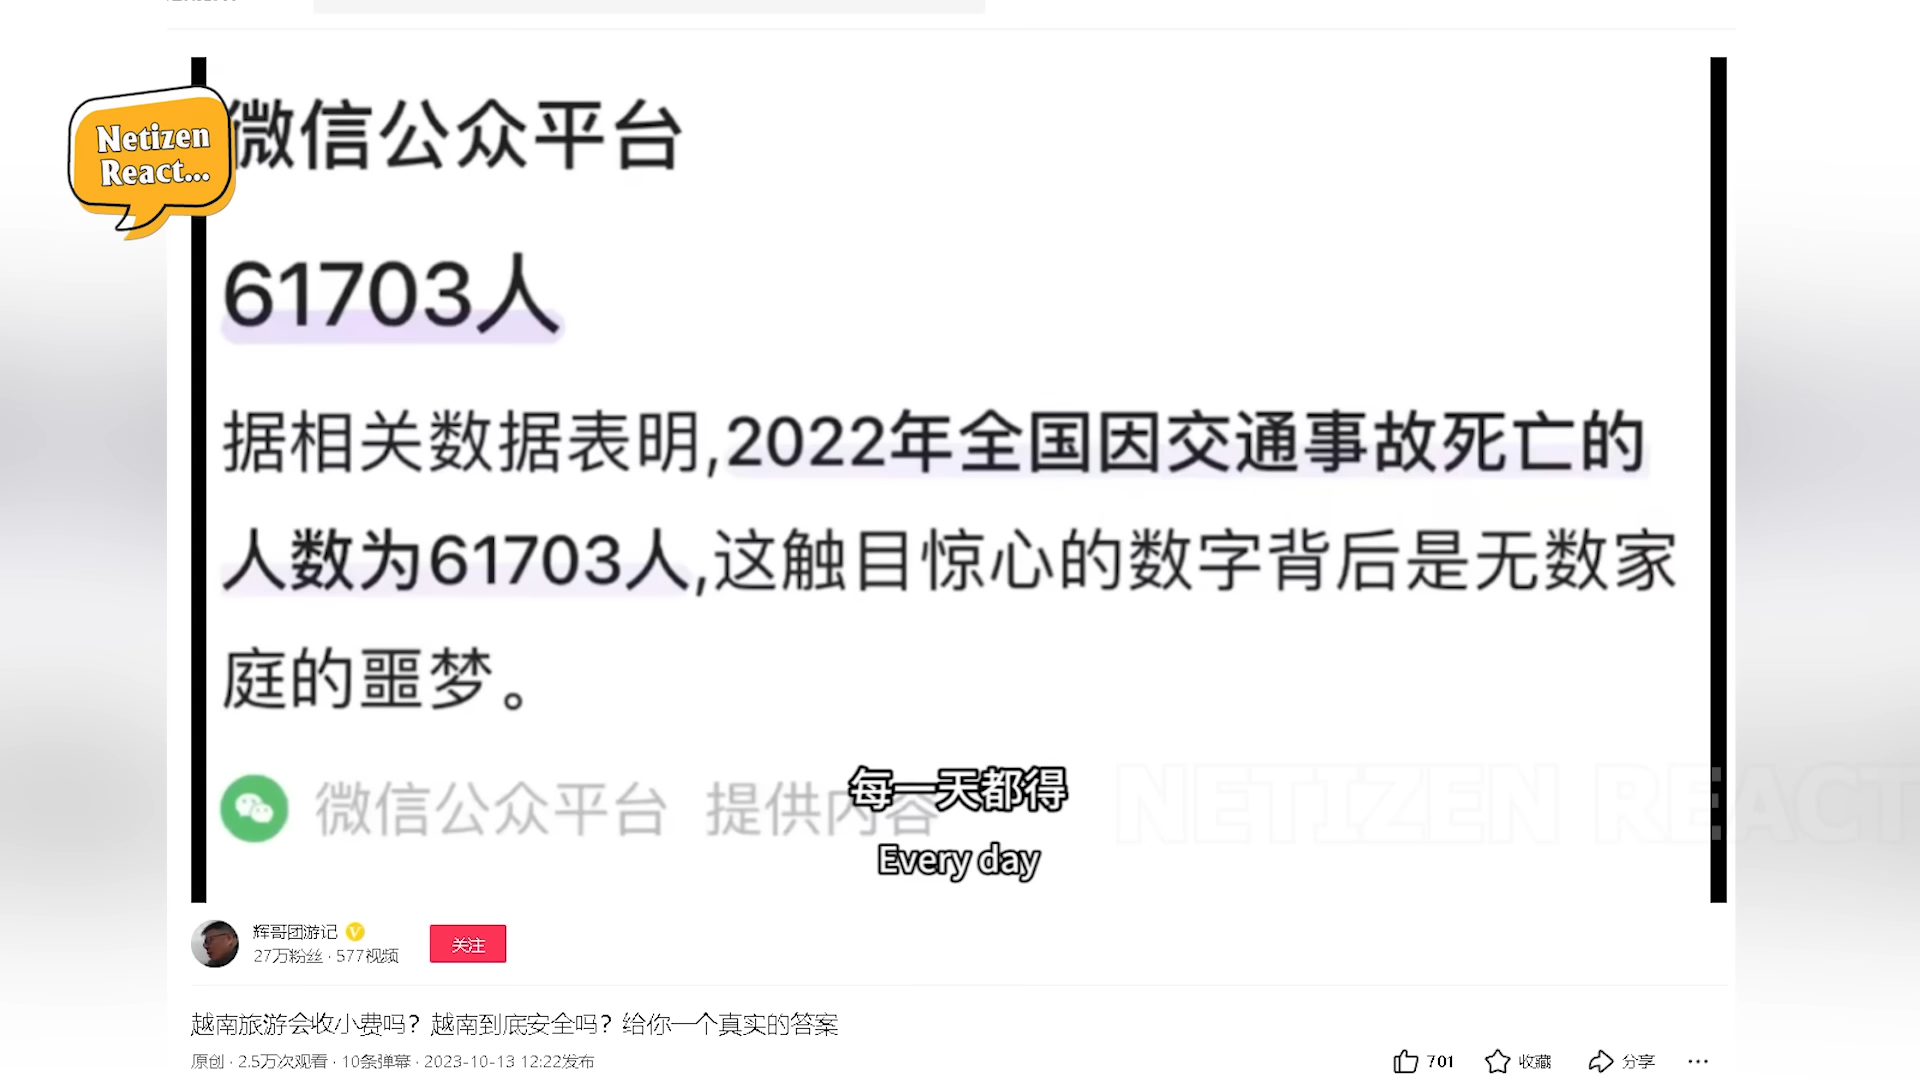 Netizen
React...
微信公众平台
61703人
据相关数据表明,2022年全国因交通事故死亡的
人数为61703人,这触目惊心的数字背后是无数家
庭的噩梦。
微信公众平台 提供内容
每一天都得
Every day
NETIZEN REACT
辉哥团游记
27万粉丝 · 577视频
关注
越南旅游会收小费吗？越南到底安全吗？给你一个真实的答案
原创 · 2.5万次观看 · 10条弹幕 · 2023-10-13 12:22发布
701 收藏 分享